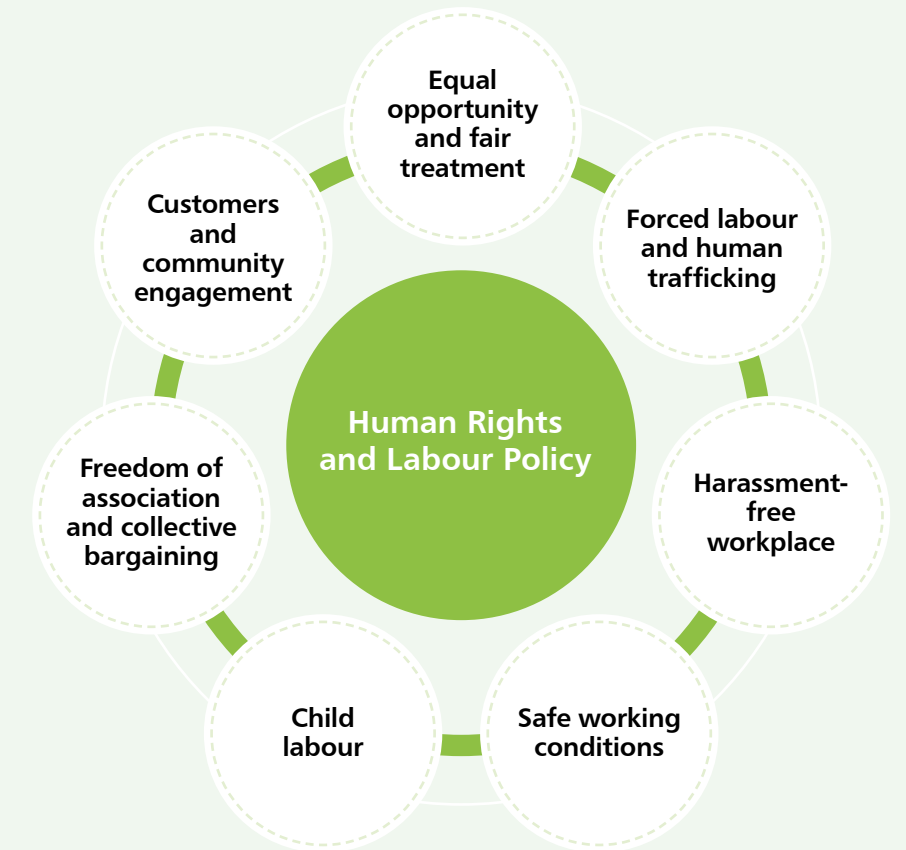 Equal
opportunity
and fair
treatment
Forced labour
and human
trafficking
Harassment-
free
workplace
Safe working
conditions
Child
labour
Freedom of
association
and collective
bargaining
Customers
and
community
engagement
Human Rights
and Labour Policy